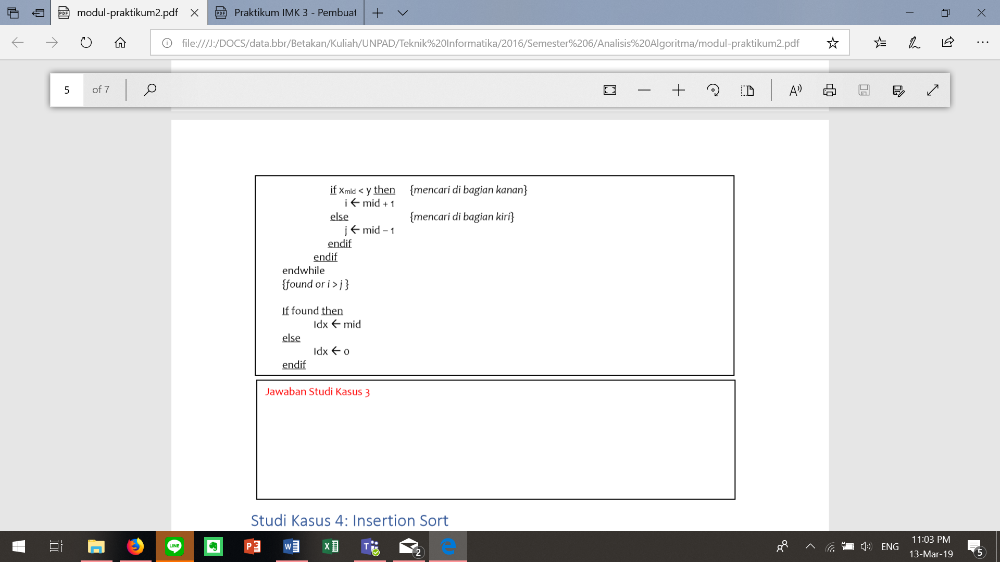 modul-praktikum2.pdf
Praktikum IMK 3 - Pembuat
file:///J:/DOCS/data.bbr/Betakan/Kuliah/UNPAD/Teknik%20Informatika/2016/Semester%206/Analisis%20Algoritma/modul-praktikum2.pdf
5 of 7
if xmid < y then {mencari di bagian kanan}
i ← mid + 1
else {mencari di bagian kiri}
j ← mid – 1
endif
endif
endwhile
{found or i > j }
If found then
Idx ← mid
else
Idx ← 0
endif
Jawaban Studi Kasus 3
Studi Kasus 4: Insertion Sort
LINE
2
ENG
11:03 PM
13-Mar-19
5